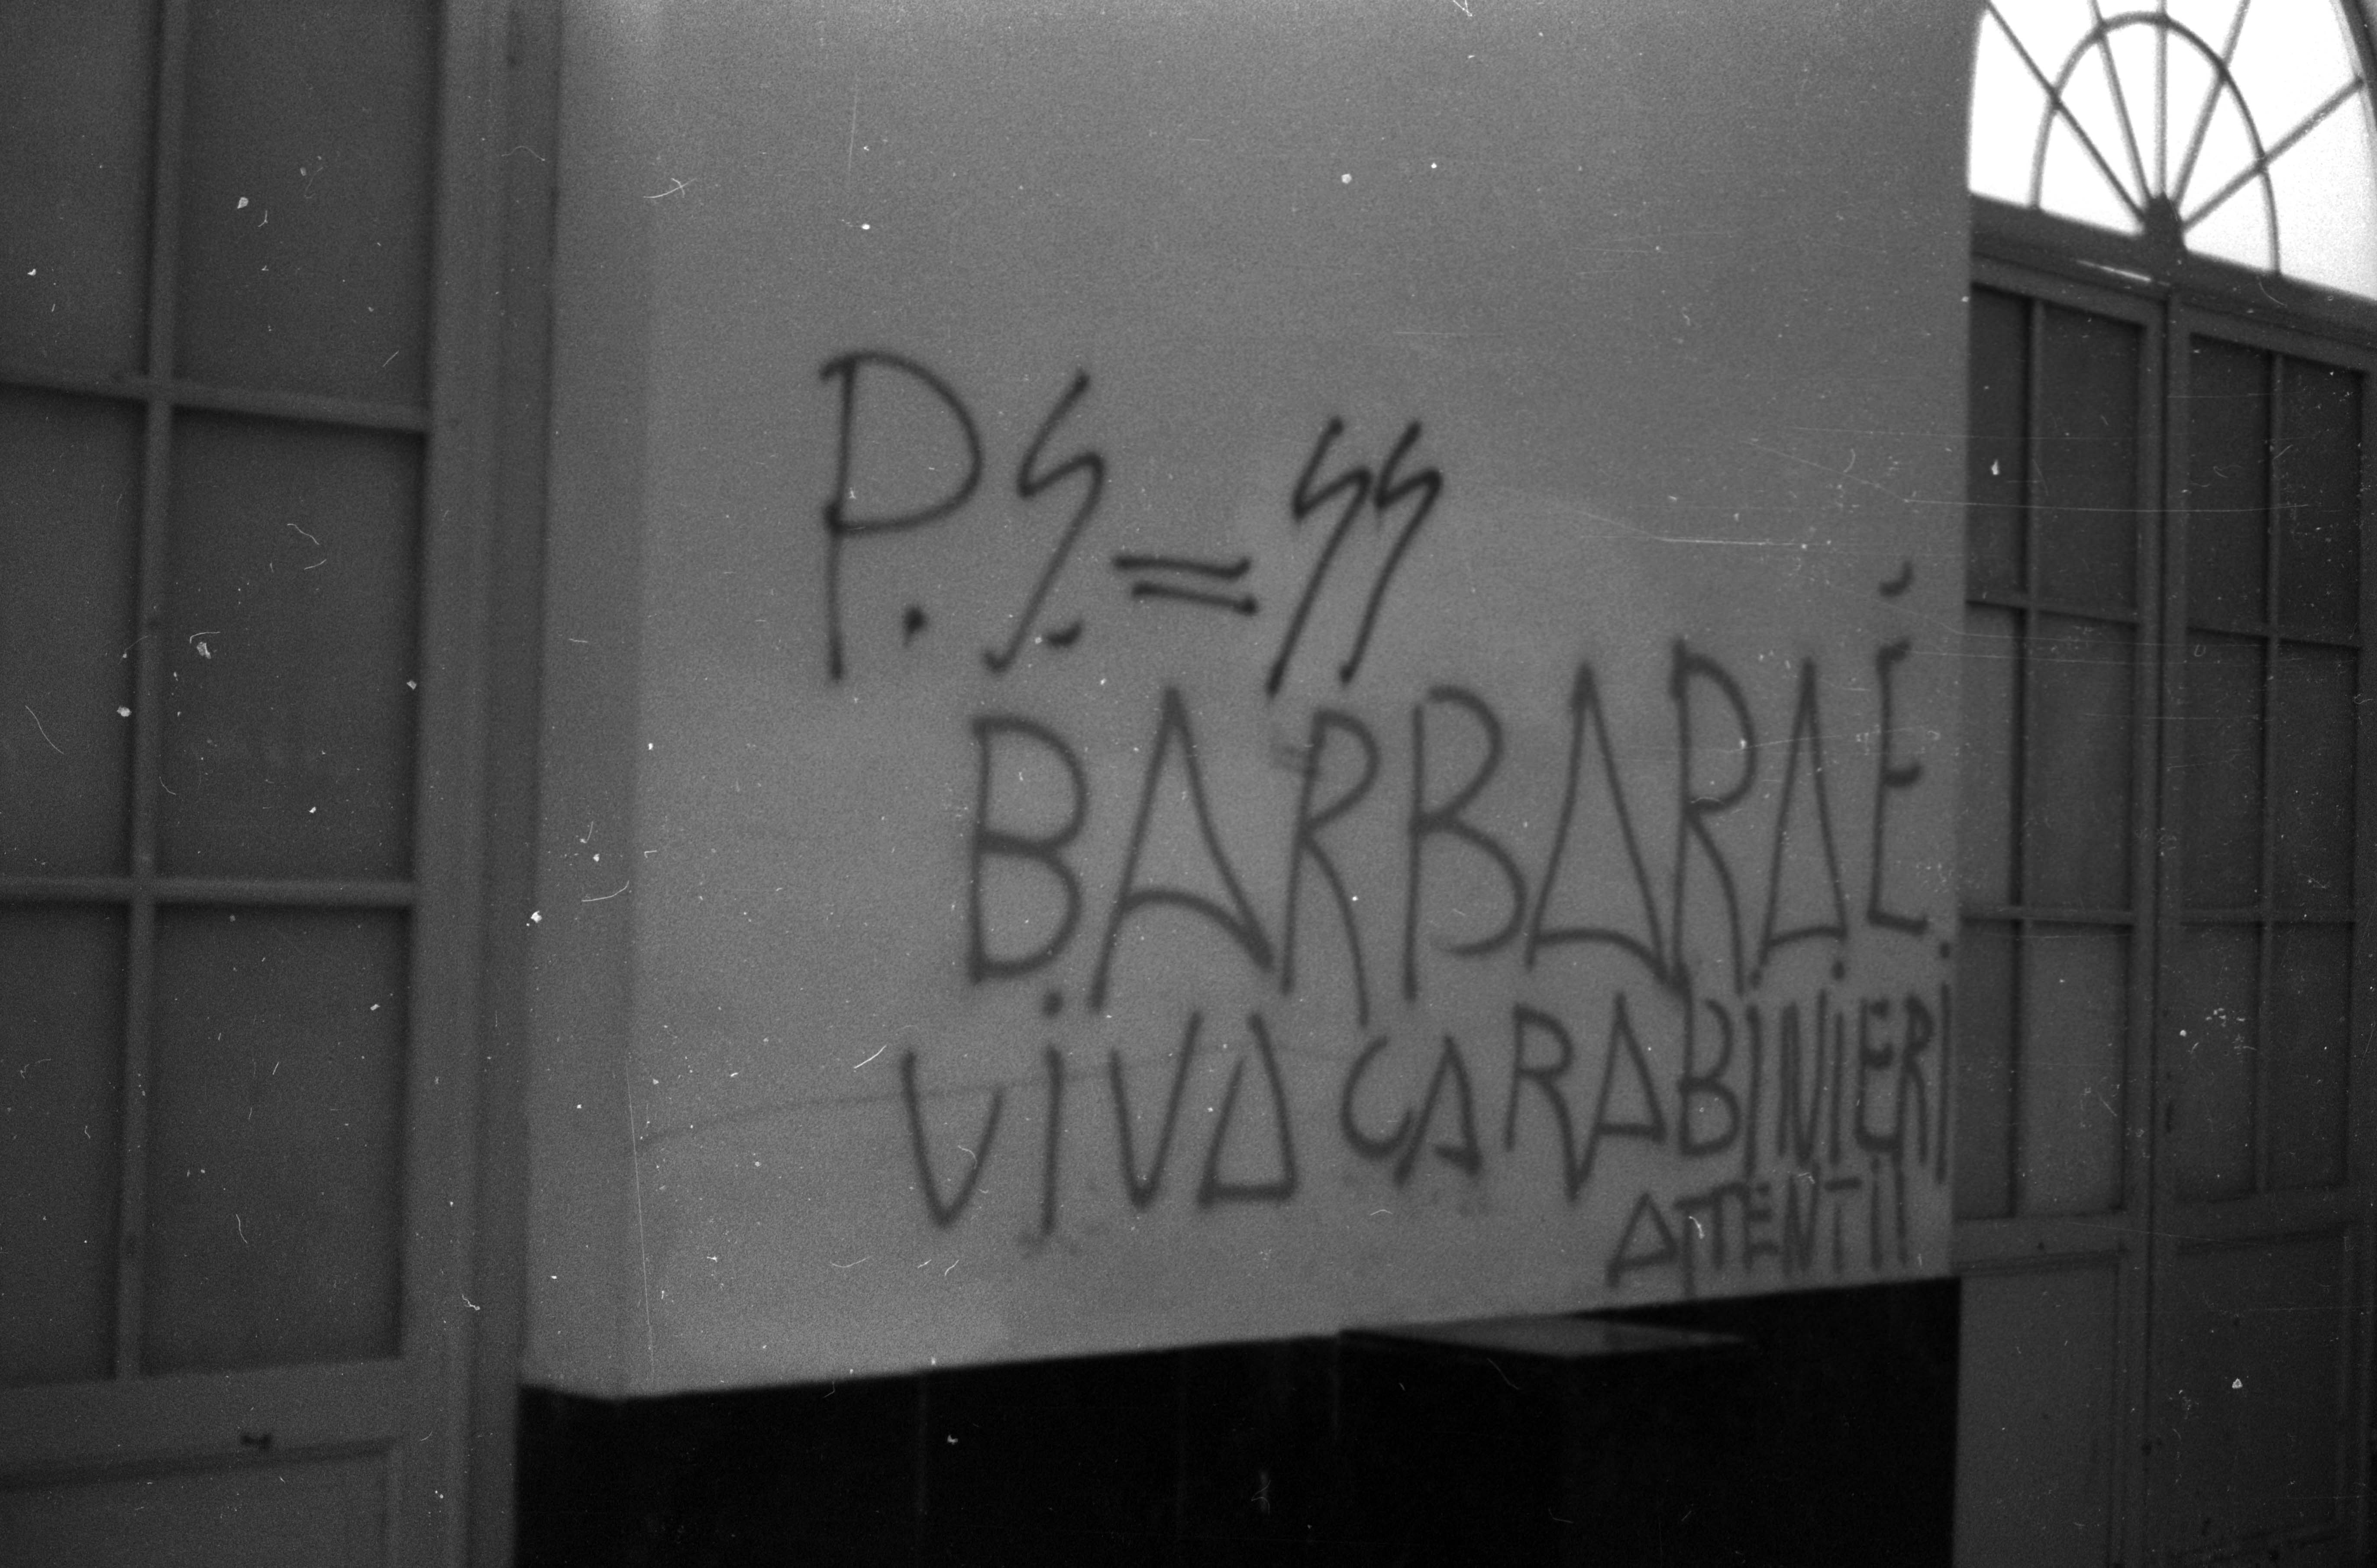 P.S. = SS
BARBARA É
VIVA CARABINIERI
ATTENTI